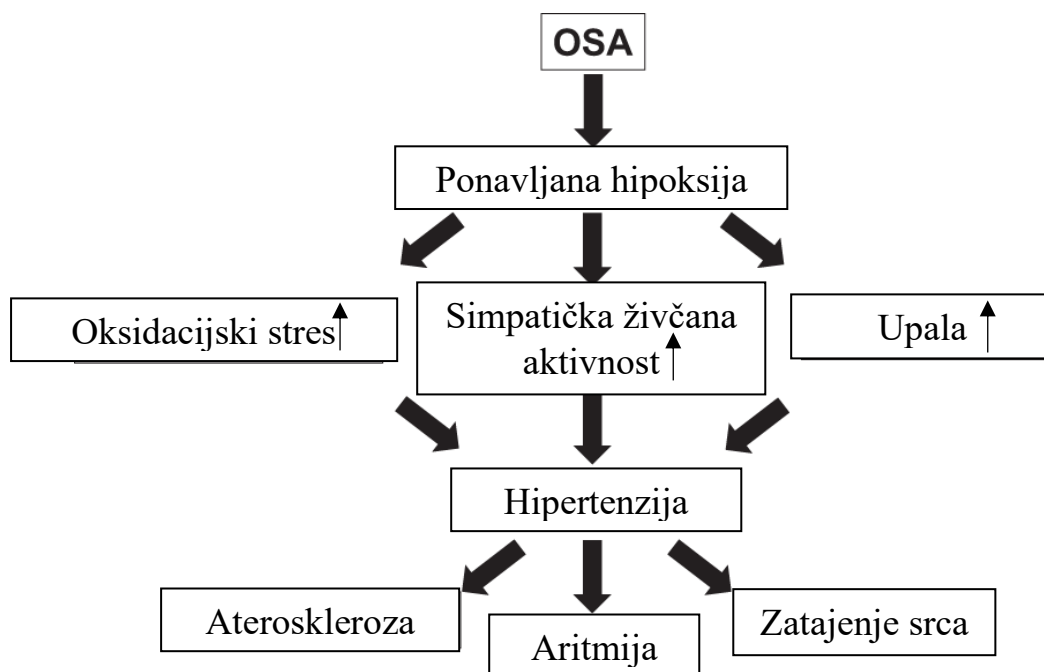 OSA
Ponavljana hipoksija
Oksidacijski stres
Simpatička živčana
aktivnost
Upala
Hipertenzija
Ateroskleroza
Aritmija
Zatajenje srca